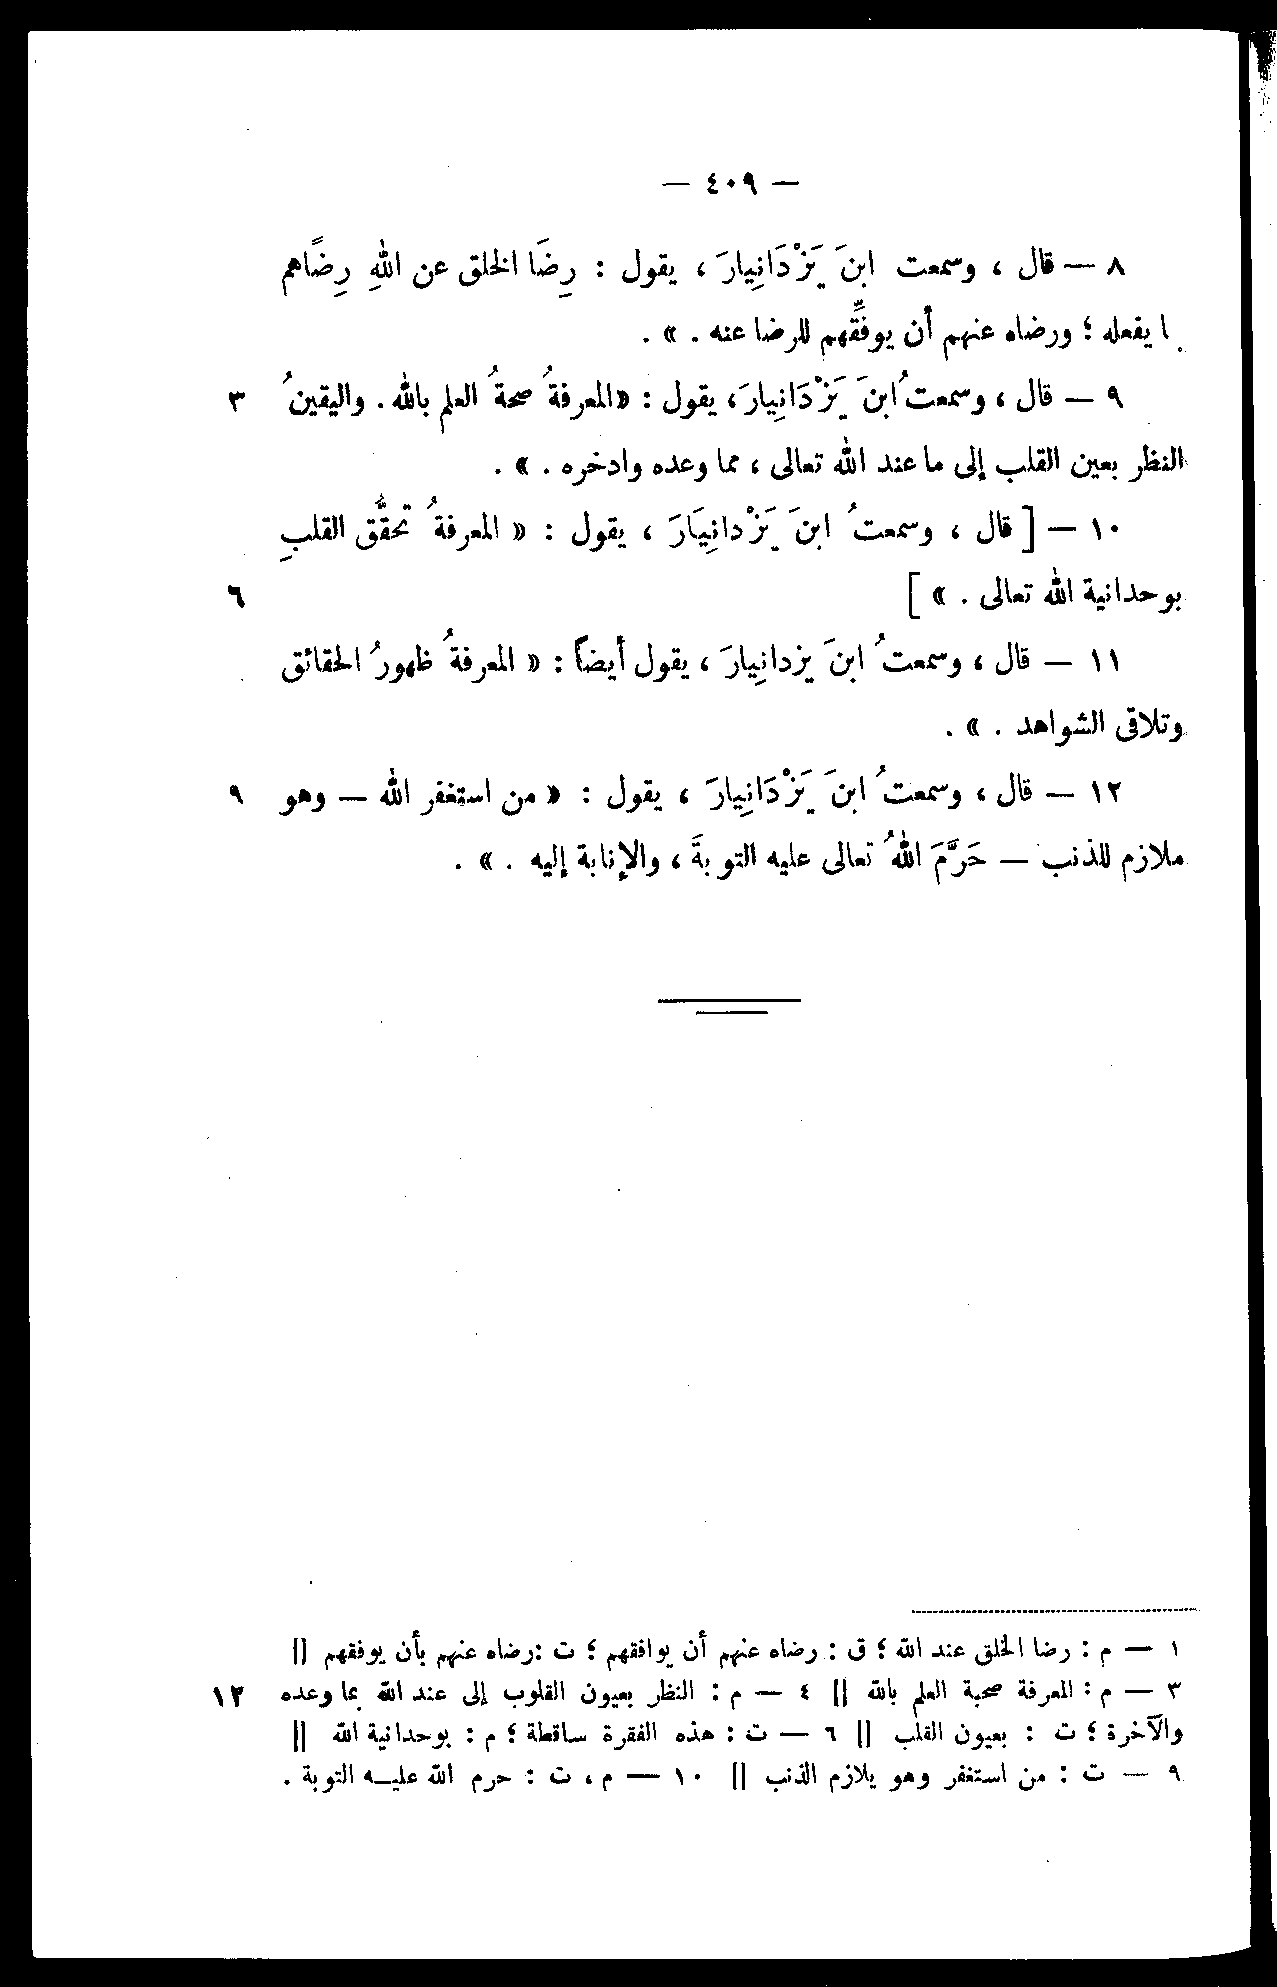 — ٤٠٩ —
٨ — قال ، وسمعت ابنَ يَزْدَانِيارَ ، يقول : رِضَا الخلق عن اللهِ رِضًاهم
ا يفعله ؛ ورضاه عنهم أن يوفِّقهم للرضا عنه . » .
٩ — قال ، وسمعتُ ابنَ يَزْدَانِيارَ ، يقول : « المعرفةُ صحةُ العلم بالله . واليقينُ ٣
النظر بعين القلب إلى ما عند الله تعالى ، مما وعده وادخره . » .
١٠ — [ قال ، وسمعتُ ابنَ يَزْدانِيَارَ ، يقول : « المعرفةُ تحقُّق القلبِ
بوحدانية الله تعالى . » ] ٦
١١ — قال ، وسمعتُ ابنَ يزدانِيارَ ، يقول أيضاً : « المعرفةُ ظهورُ الحقائق
وتلاقى الشواهد . » .
١٢ — قال ، وسمعتُ ابنَ يَزْدَانِيارَ ، يقول : « من استغفر الله — وهو ٩
ملازم للذنب — حَرَّمَ اللهُ تعالى عليه التوبةَ ، والإنابة إليه . » .
١ — م : رضا الخلق عند الله ؛ ق : رضاه عنهم أن يوافقهم ؛ ت : رضاه عنهم بأن يوفقهم ||
٣ — م : المعرفة صحبة العلم بالله || ٤ — م : النظر بعيون القلوب إلى عند الله بما وعده ١٢
والآخرة ؛ ت : بعيون القلب || ٦ — ت : هذه الفقرة ساقطة ؛ م : بوحدانية الله ||
٩ — ت : من استغفر وهو يلازم الذنب || ١٠ — م ، ت : حرم الله عليه التوبة .